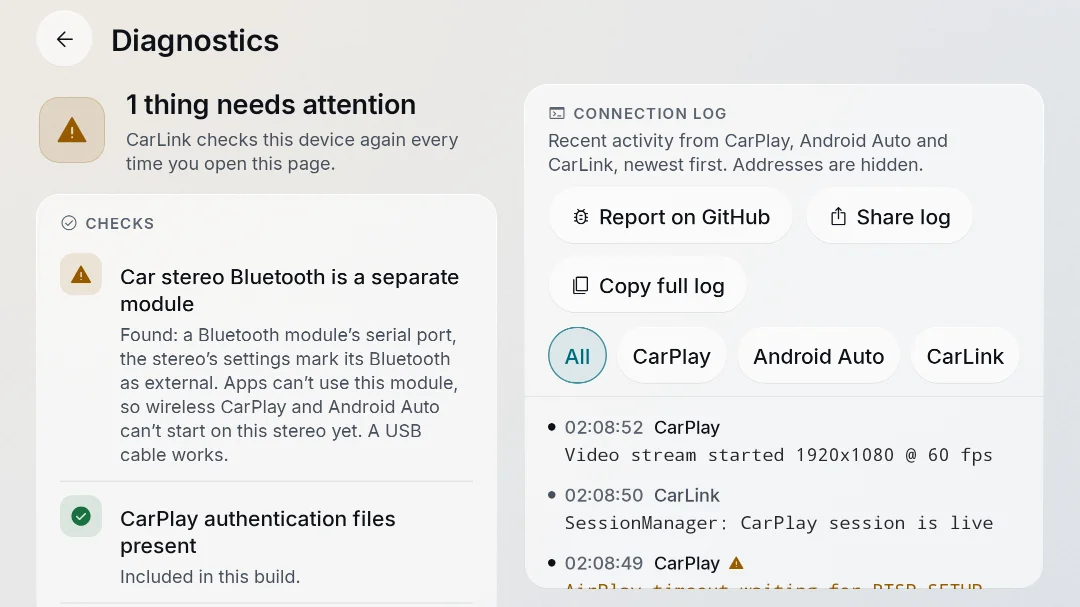 Diagnostics
1 thing needs attention
CarLink checks this device again every
time you open this page.
CHECKS
Car stereo Bluetooth is a separate
module
Found: a Bluetooth module’s serial port,
the stereo’s settings mark its Bluetooth
as external. Apps can’t use this module,
so wireless CarPlay and Android Auto
can’t start on this stereo yet. A USB
cable works.
CarPlay authentication files
present
Included in this build.
CONNECTION LOG
Recent activity from CarPlay, Android Auto and
CarLink, newest first. Addresses are hidden.
Report on GitHub
Share log
Copy full log
All
CarPlay
Android Auto
CarLink
02:08:52 CarPlay
Video stream started 1920x1080 @ 60 fps
02:08:50 CarLink
SessionManager: CarPlay session is live
02:08:49 CarPlay
AirPlay timeout waiting for RTSP SETUP